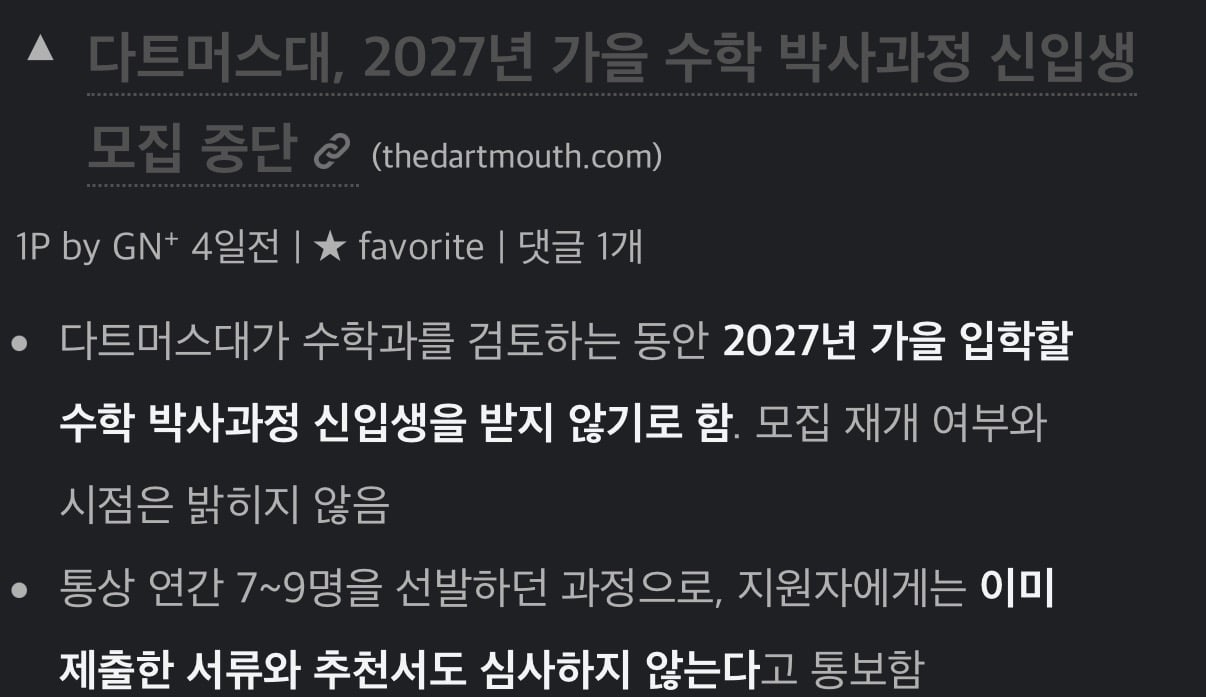 ▲ 다트머스대, 2027년 가을 수학 박사과정 신입생
모집 중단 (thedartmouth.com)
1P by GN⁺ 4일전 | ★ favorite | 댓글 1개
• 다트머스대가 수학과를 검토하는 동안 2027년 가을 입학할
수학 박사과정 신입생을 받지 않기로 함. 모집 재개 여부와
시점은 밝히지 않음
• 통상 연간 7~9명을 선발하던 과정으로, 지원자에게는 이미
제출한 서류와 추천서도 심사하지 않는다고 통보함